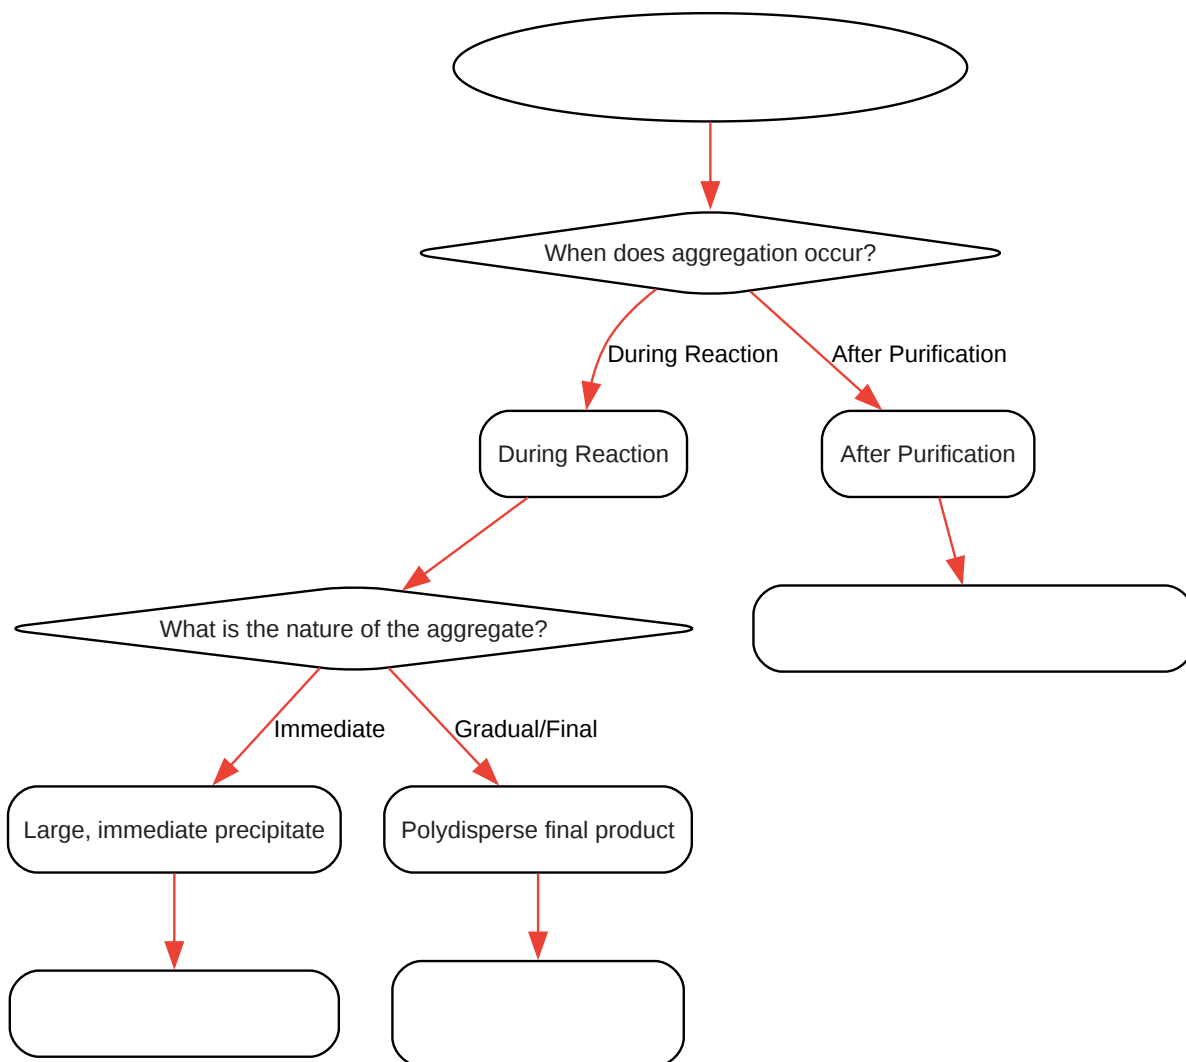 When does aggregation occur?
During Reaction
After Purification
During Reaction
After Purification
What is the nature of the aggregate?
Immediate
Gradual/Final
Large, immediate precipitate
Polydisperse final product